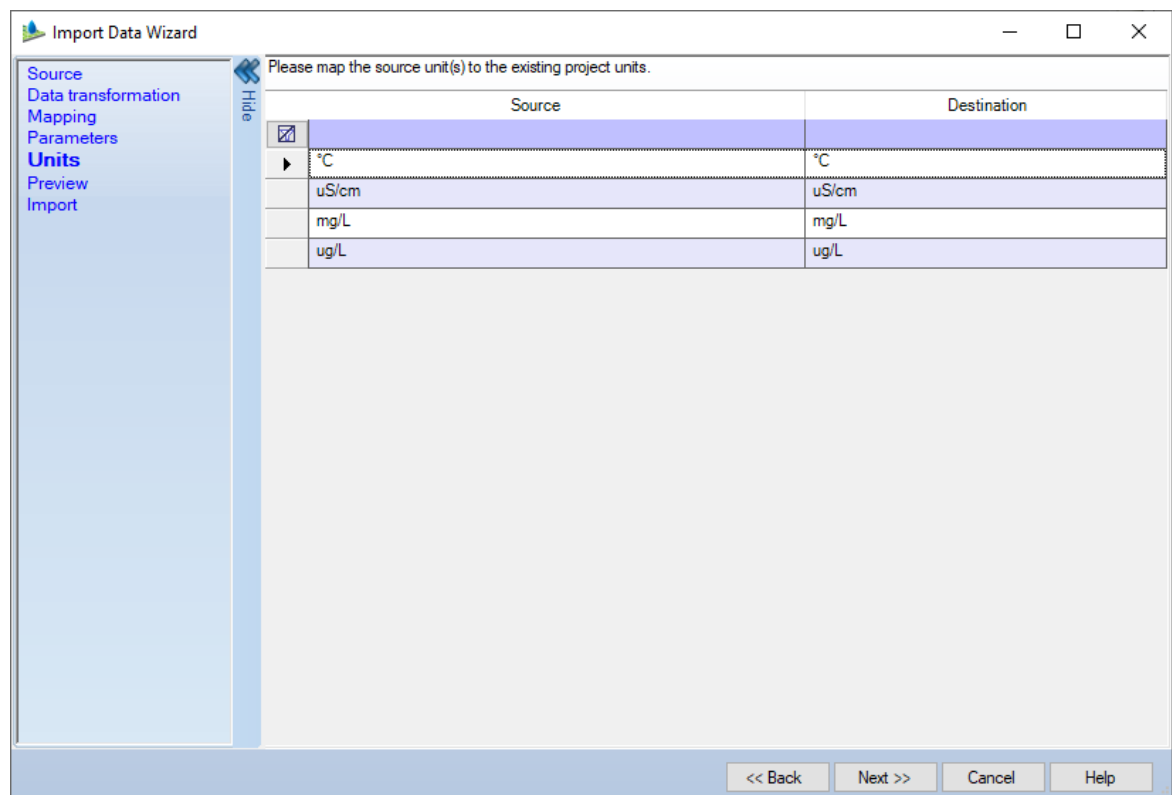 Import Data Wizard
Source
Data transformation
Mapping
Parameters
Units
Preview
Import
Hide
Please map the source unit(s) to the existing project units.
Source Destination
°C °C
uS/cm uS/cm
mg/L mg/L
ug/L ug/L
<< Back Next >> Cancel Help